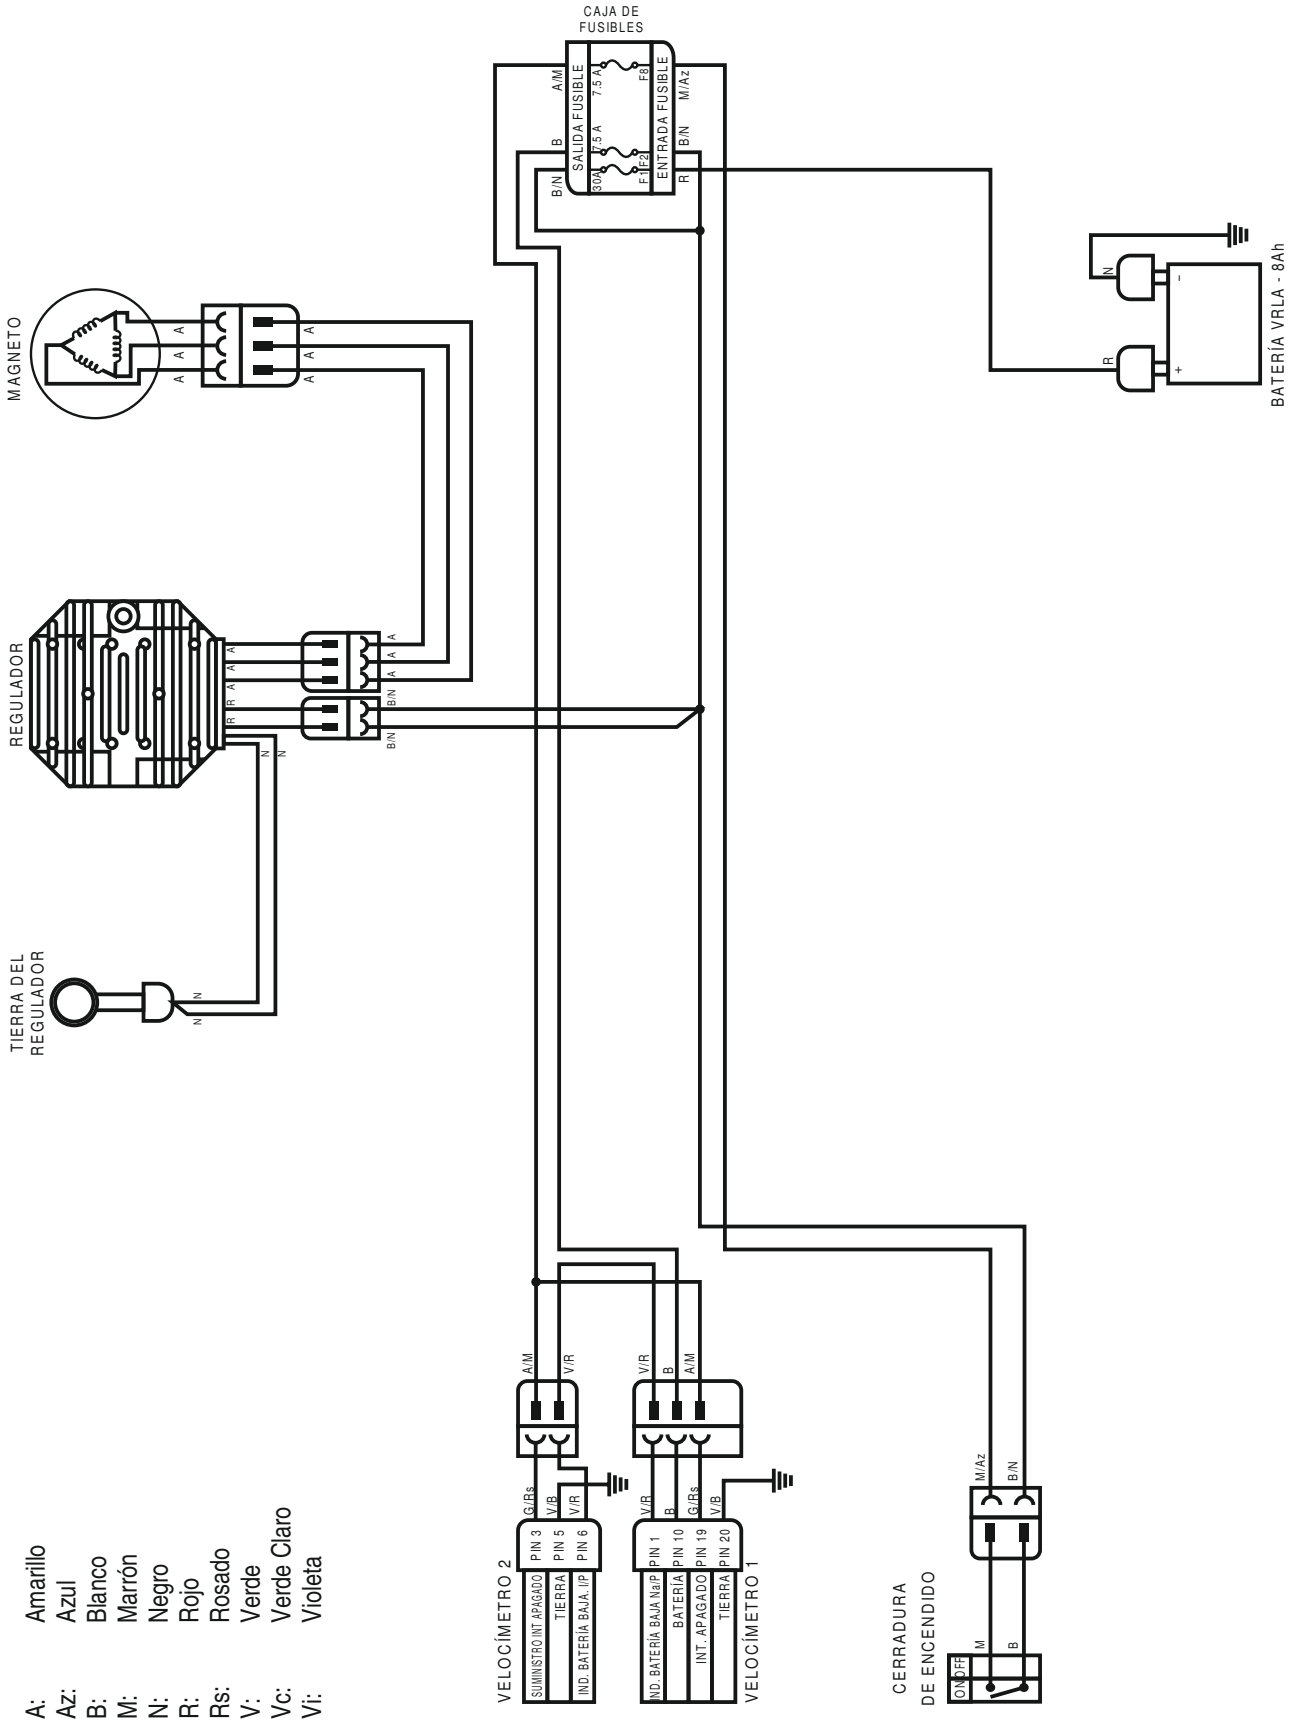 CAJA DE
FUSIBLES
SALIDA FUSIBLE
ENTRADA FUSIBLE
A/M
B
B/N
7.5 A
7.5 A
30A
F8
F2
F1
M/Az
B/N
R
MAGNETO
A
A
A
A
A
A
REGULADOR
A
A
A
R
R
N
N
A
A
A
B/N
B/N
TIERRA DEL
REGULADOR
N
N
BATERÍA VRLA - 8Ah
N
R
-
+
VELOCÍMETRO 2
A/M
V/R
G/Rs
V/B
V/R
PIN 3
PIN 5
PIN 6
SUMINISTRO INT APAGADO
TIERRA
IND. BATERÍA BAJA. I/P
VELOCÍMETRO 1
V/R
B
A/M
V/R
B
G/Rs
V/B
PIN 1
PIN 10
PIN 19
PIN 20
IND. BATERÍA BAJA Na/P
BATERÍA
INT. APAGADO
TIERRA
CERRADURA
DE ENCENDIDO
M/Az
B/N
M
B
ON
OFF
A: Amarillo
Az: Azul
B: Blanco
M: Marrón
N: Negro
R: Rojo
Rs: Rosado
V: Verde
Vc: Verde Claro
Vi: Violeta